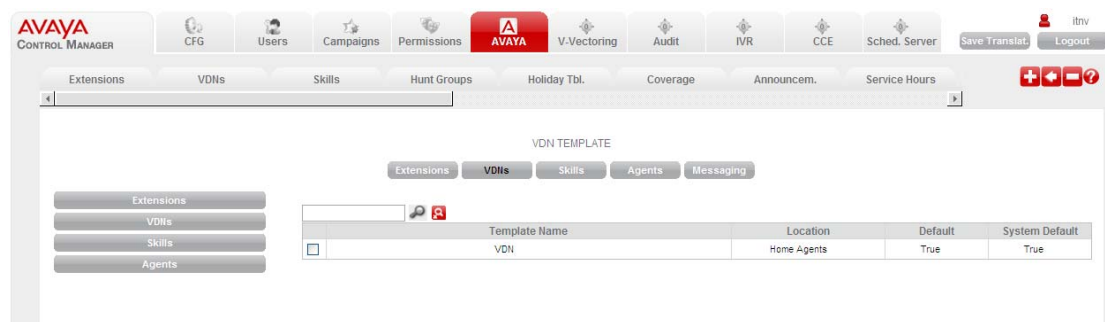 AVAYA
CONTROL MANAGER
CFG
Users
Campaigns
Permissions
AVAYA
V-Vectoring
Audit
IVR
CCE
Sched. Server
itnv
Save Translat.
Logout
Extensions
VDNs
Skills
Hunt Groups
Holiday Tbl.
Coverage
Announcem.
Service Hours
VDN TEMPLATE
Extensions
VDNs
Skills
Agents
Messaging
Extensions
VDNs
Skills
Agents
Template Name Location Default System Default
VDN Home Agents True True